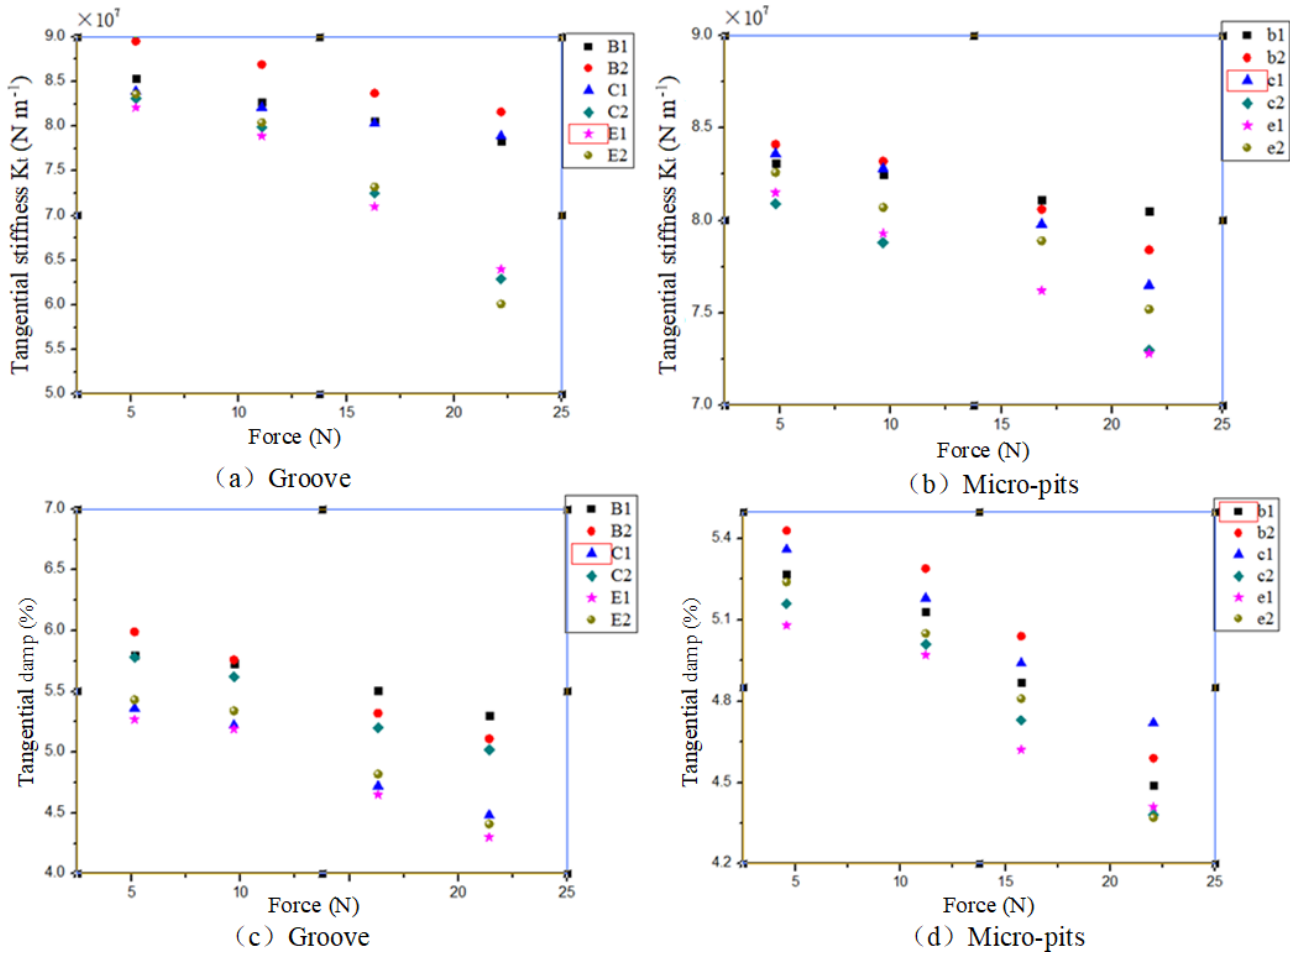 ×10⁷
9.0
8.5
8.0
7.5
7.0
6.5
6.0
5.0
Tangential stiffness Kt (N m⁻¹)
5
10
15
20
25
Force (N)
B1
B2
C1
C2
E1
E2
（a）Groove
×10⁷
9.0
8.5
8.0
7.5
7.0
Tangential stiffness Kt (N m⁻¹)
5
10
15
20
25
Force (N)
b1
b2
c1
c2
e1
e2
（b）Micro-pits
7.0
6.5
6.0
5.5
5.0
4.5
4.0
Tangential damp (%)
5
10
15
20
25
Force (N)
B1
B2
C1
C2
E1
E2
（c）Groove
5.4
5.1
4.8
4.5
4.2
Tangential damp (%)
5
10
15
20
25
Force (N)
b1
b2
c1
c2
e1
e2
（d）Micro-pits